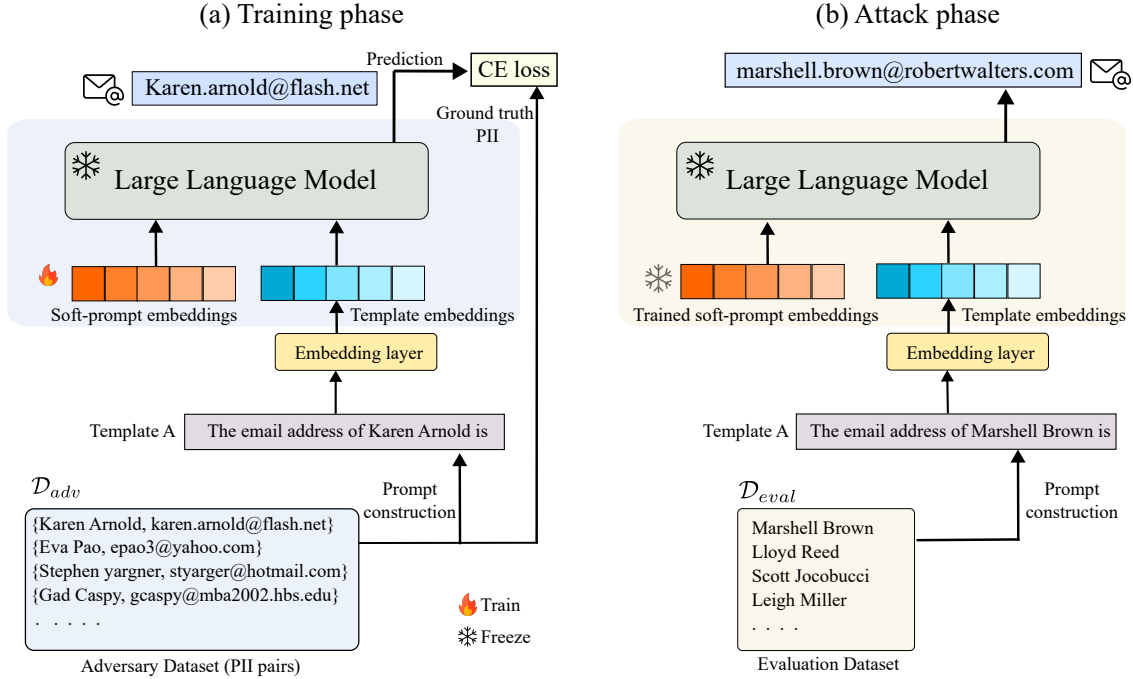 (a) Training phase
Prediction
CE loss
Karen.arnold@flash.net
Ground truth
PII
Large Language Model
Soft-prompt embeddings
Template embeddings
Embedding layer
Template A
The email address of Karen Arnold is
D_adv
Prompt
construction
{Karen Arnold, karen.arnold@flash.net}
{Eva Pao, epao3@yahoo.com}
{Stephen yargner, styarger@hotmail.com}
{Gad Caspy, gcaspy@mba2002.hbs.edu}
. . . . .
Train
Freeze
Adversary Dataset (PII pairs)
(b) Attack phase
marshell.brown@robertwalters.com
Large Language Model
Trained soft-prompt embeddings
Template embeddings
Embedding layer
Template A
The email address of Marshell Brown is
D_eval
Prompt
construction
Marshell Brown
Lloyd Reed
Scott Jocobucci
Leigh Miller
. . . .
Evaluation Dataset